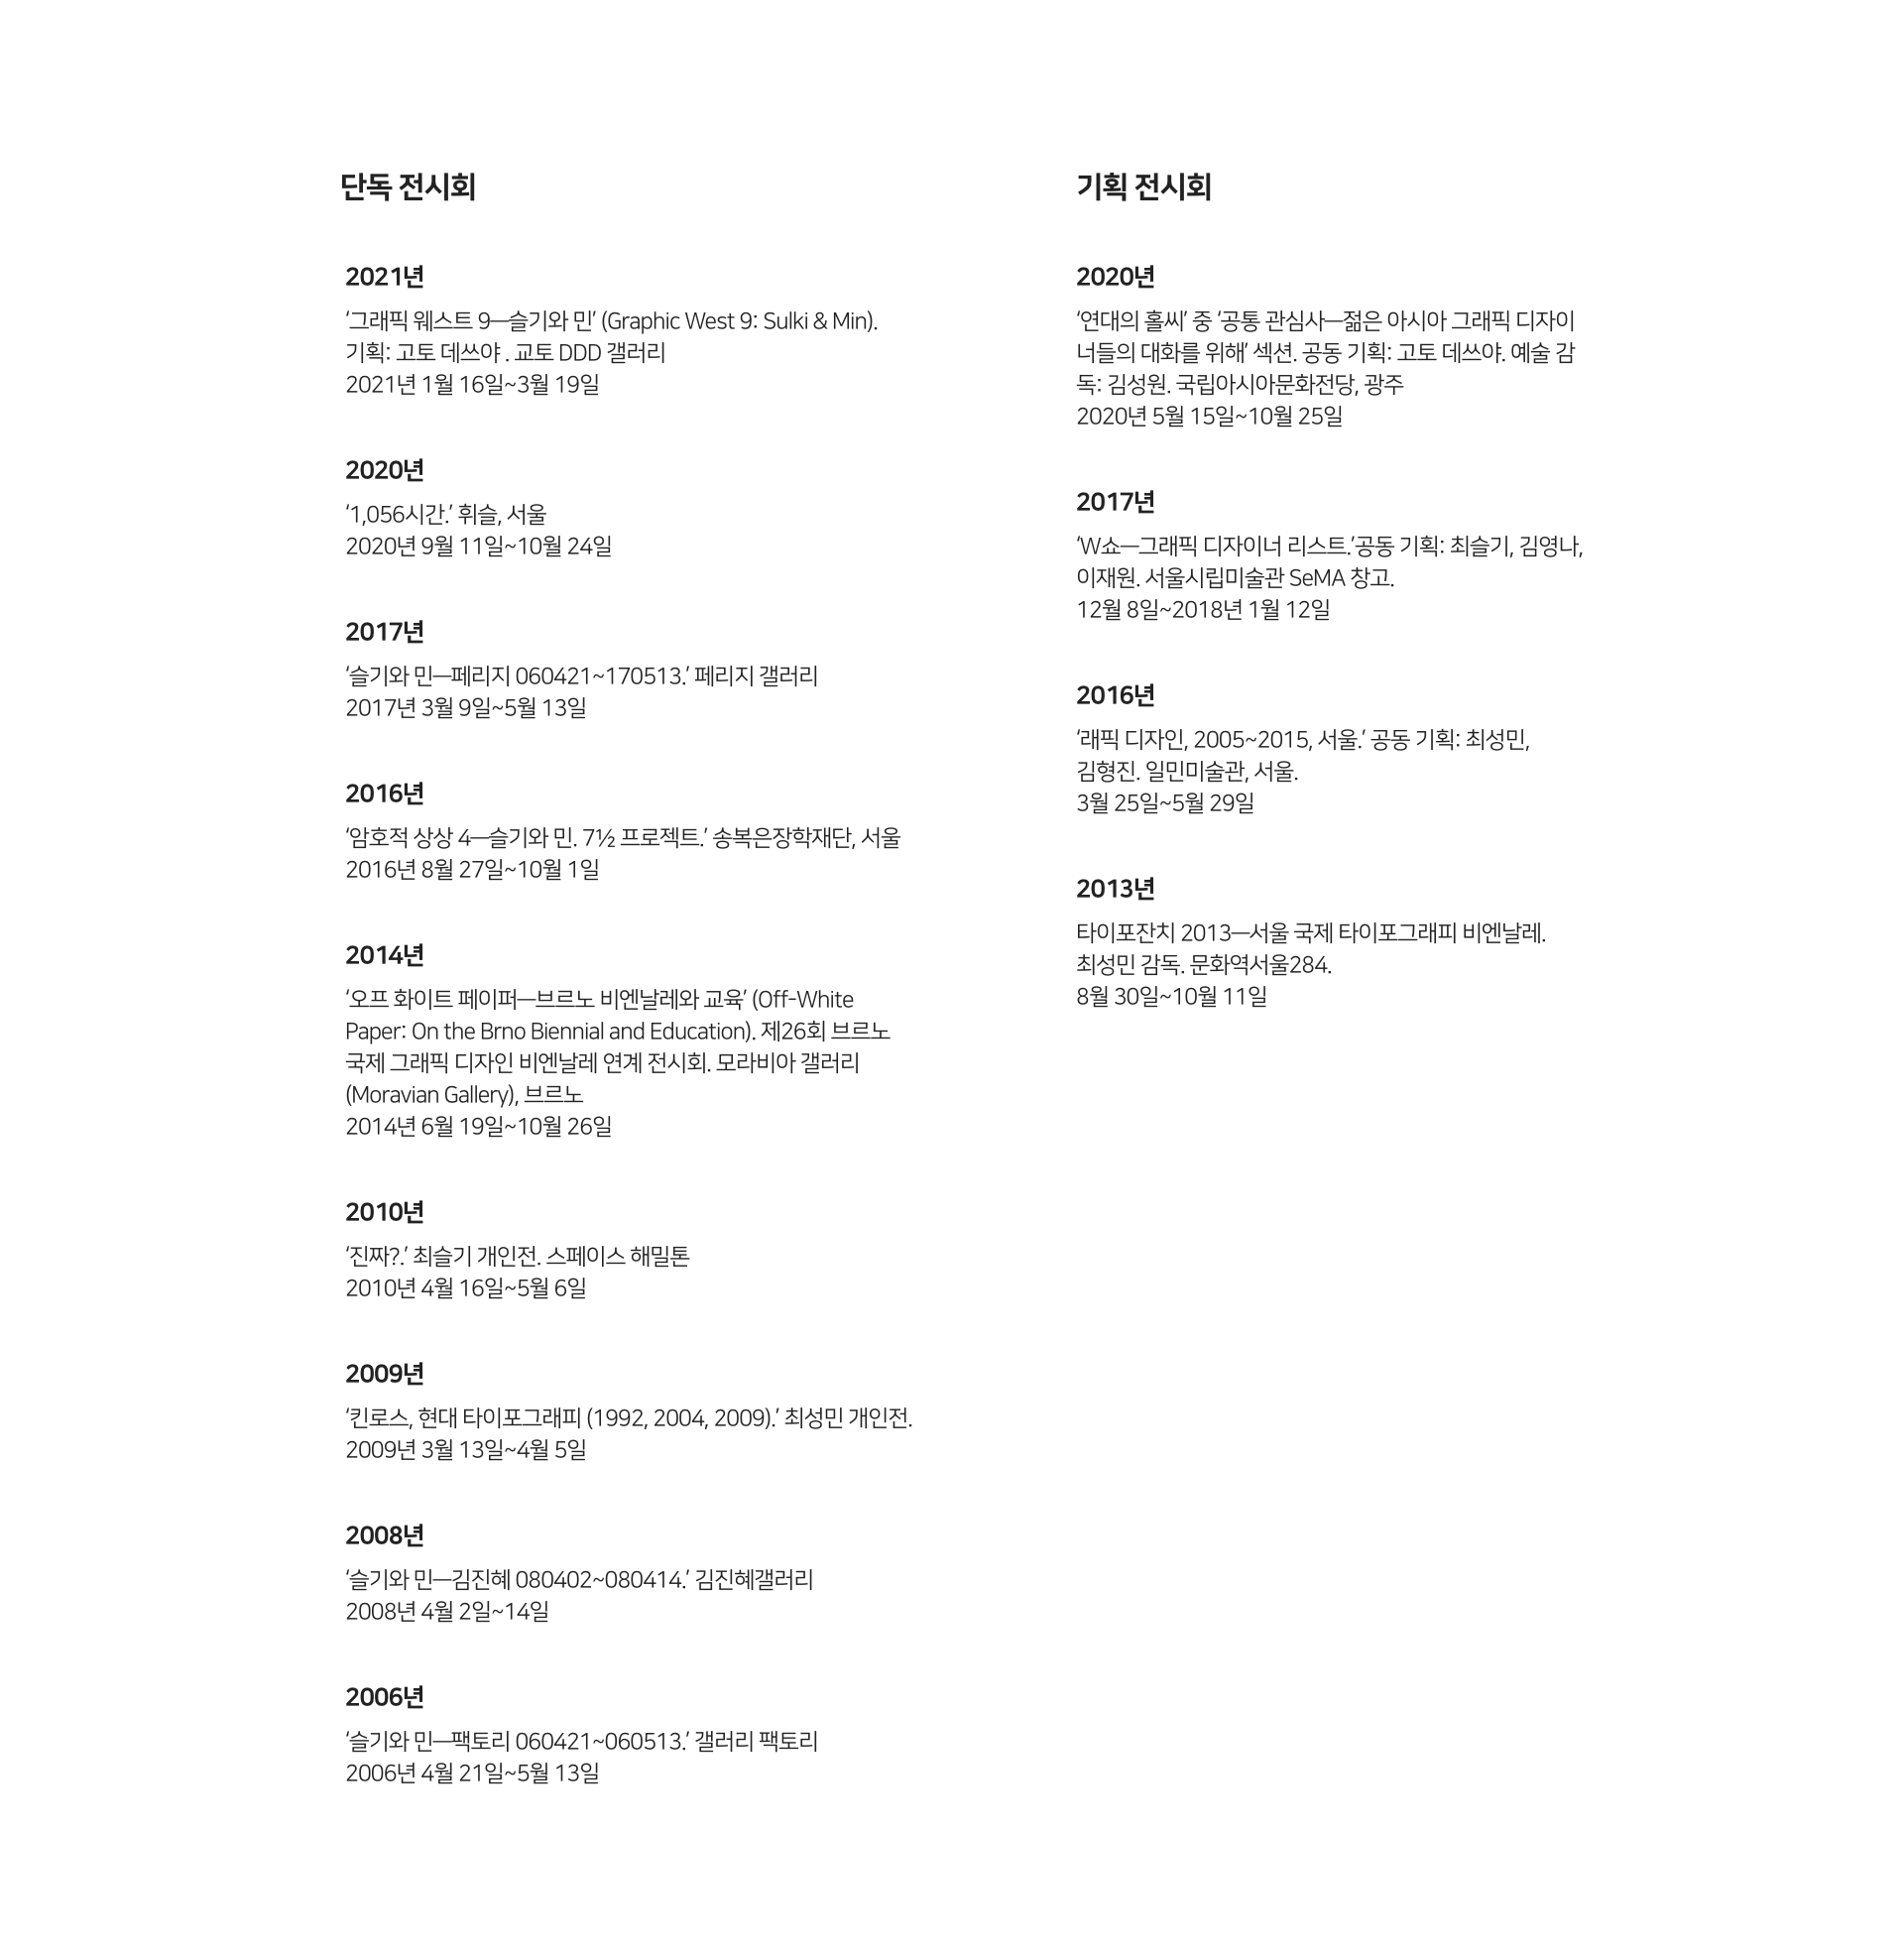 단독 전시회
2021년
‘그래픽 웨스트 9—슬기와 민’ (Graphic West 9: Sulki & Min).
기획: 고토 데쓰야 . 교토 DDD 갤러리
2021년 1월 16일~3월 19일
2020년
‘1,056시간.’ 휘슬, 서울
2020년 9월 11일~10월 24일
2017년
‘슬기와 민—페리지 060421~170513.’ 페리지 갤러리
2017년 3월 9일~5월 13일
2016년
‘암호적 상상 4—슬기와 민. 7½ 프로젝트.’ 송복은장학재단, 서울
2016년 8월 27일~10월 1일
2014년
‘오프 화이트 페이퍼—브르노 비엔날레와 교육’ (Off-White
Paper: On the Brno Biennial and Education). 제26회 브르노
국제 그래픽 디자인 비엔날레 연계 전시회. 모라비아 갤러리
(Moravian Gallery), 브르노
2014년 6월 19일~10월 26일
2010년
‘진짜?.’ 최슬기 개인전. 스페이스 해밀톤
2010년 4월 16일~5월 6일
2009년
‘킨로스, 현대 타이포그래피 (1992, 2004, 2009).’ 최성민 개인전.
2009년 3월 13일~4월 5일
2008년
‘슬기와 민—김진혜 080402~080414.’ 김진혜갤러리
2008년 4월 2일~14일
2006년
‘슬기와 민—팩토리 060421~060513.’ 갤러리 팩토리
2006년 4월 21일~5월 13일
기획 전시회
2020년
‘연대의 홀씨’ 중 ‘공통 관심사—젊은 아시아 그래픽 디자이
너들의 대화를 위해’ 섹션. 공동 기획: 고토 데쓰야. 예술 감
독: 김성원. 국립아시아문화전당, 광주
2020년 5월 15일~10월 25일
2017년
‘W쇼—그래픽 디자이너 리스트.’공동 기획: 최슬기, 김영나,
이재원. 서울시립미술관 SeMA 창고.
12월 8일~2018년 1월 12일
2016년
‘래픽 디자인, 2005~2015, 서울.’ 공동 기획: 최성민,
김형진. 일민미술관, 서울.
3월 25일~5월 29일
2013년
타이포잔치 2013—서울 국제 타이포그래피 비엔날레.
최성민 감독. 문화역서울284.
8월 30일~10월 11일